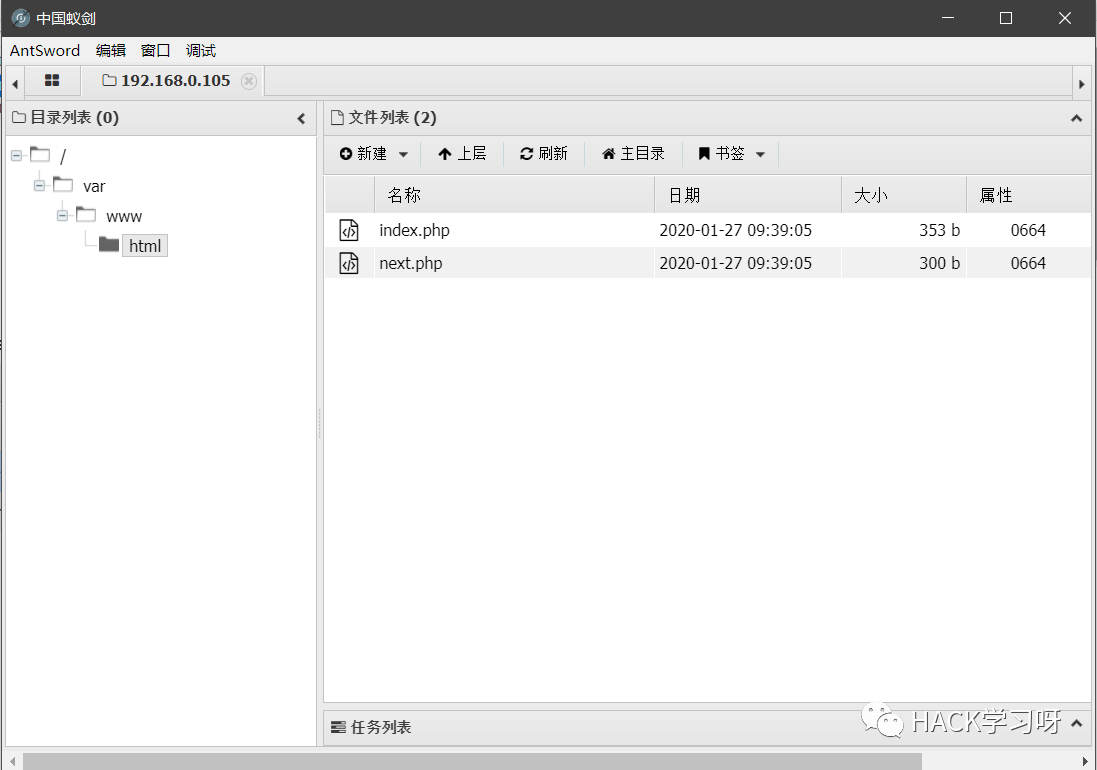 中国蚁剑
AntSword 编辑 窗口 调试
192.168.0.105
目录列表 (0)
文件列表 (2)
新建 上层 刷新 主目录 书签
名称 日期 大小 属性
/
var
www
html
index.php 2020-01-27 09:39:05 353 b 0664
next.php 2020-01-27 09:39:05 300 b 0664
任务列表
HACK学习呀